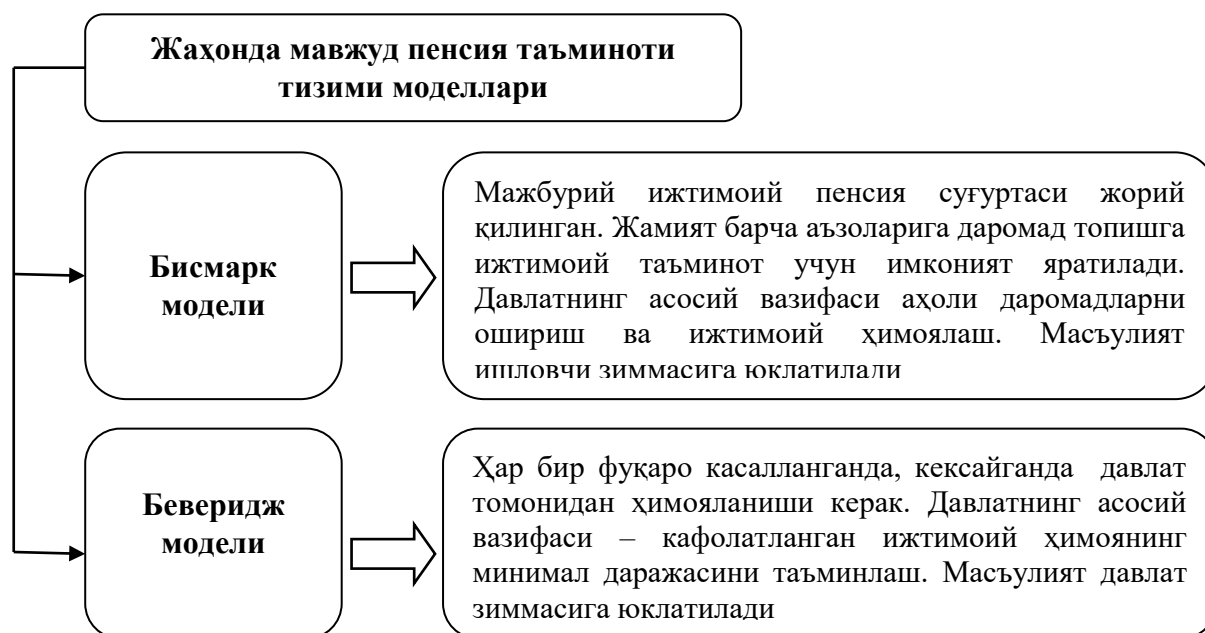 Жаҳонда мавжуд пенсия таъминоти
тизими моделлари
Бисмарк
модели
Мажбурий ижтимоий пенсия суғуртаси жорий
қилинган. Жамият барча аъзоларига даромад топишга
ижтимоий таъминот учун имконият яратилади.
Давлатнинг асосий вазифаси аҳоли даромадларни
ошириш ва ижтимоий ҳимоялаш. Масъулият
ишловчи зиммасига юклатилади
Беверидж
модели
Ҳар бир фуқаро касалланганда, кексайганда давлат
томонидан ҳимояланиши керак. Давлатнинг асосий
вазифаси – кафолатланган ижтимоий ҳимоянинг
минимал даражасини таъминлаш. Масъулият давлат
зиммасига юклатилади